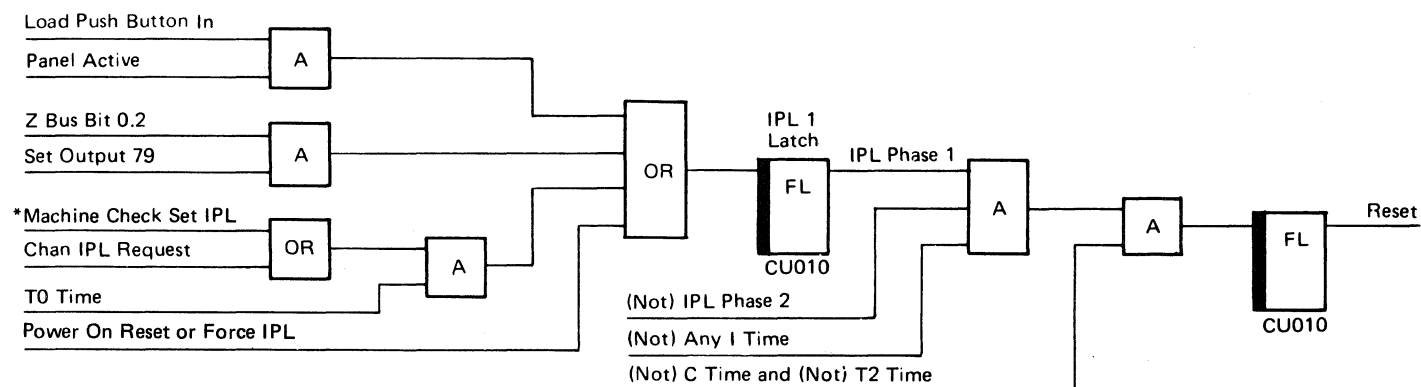 Load Push Button In
Panel Active
A
Z Bus Bit 0.2
Set Output 79
A
*Machine Check Set IPL
Chan IPL Request
OR
T0 Time
A
Power On Reset or Force IPL
OR
IPL 1
Latch
FL
CU010
IPL Phase 1
(Not) IPL Phase 2
(Not) Any I Time
A
(Not) C Time and (Not) T2 Time
A
FL
CU010
Reset